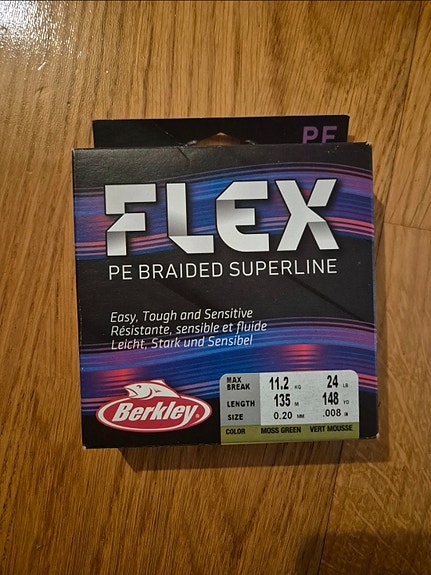 PE
FLEX
PE BRAIDED SUPERLINE
Easy, Tough and Sensitive
Résistante, sensible et fluide
Leicht, Stark und Sensibel
Berkley®
MAX BREAK 11.2 KG 24 LB
LENGTH 135 M 148 YD
SIZE 0.20 MM .008 IN
COLOR MOSS GREEN VERT MOUSSE